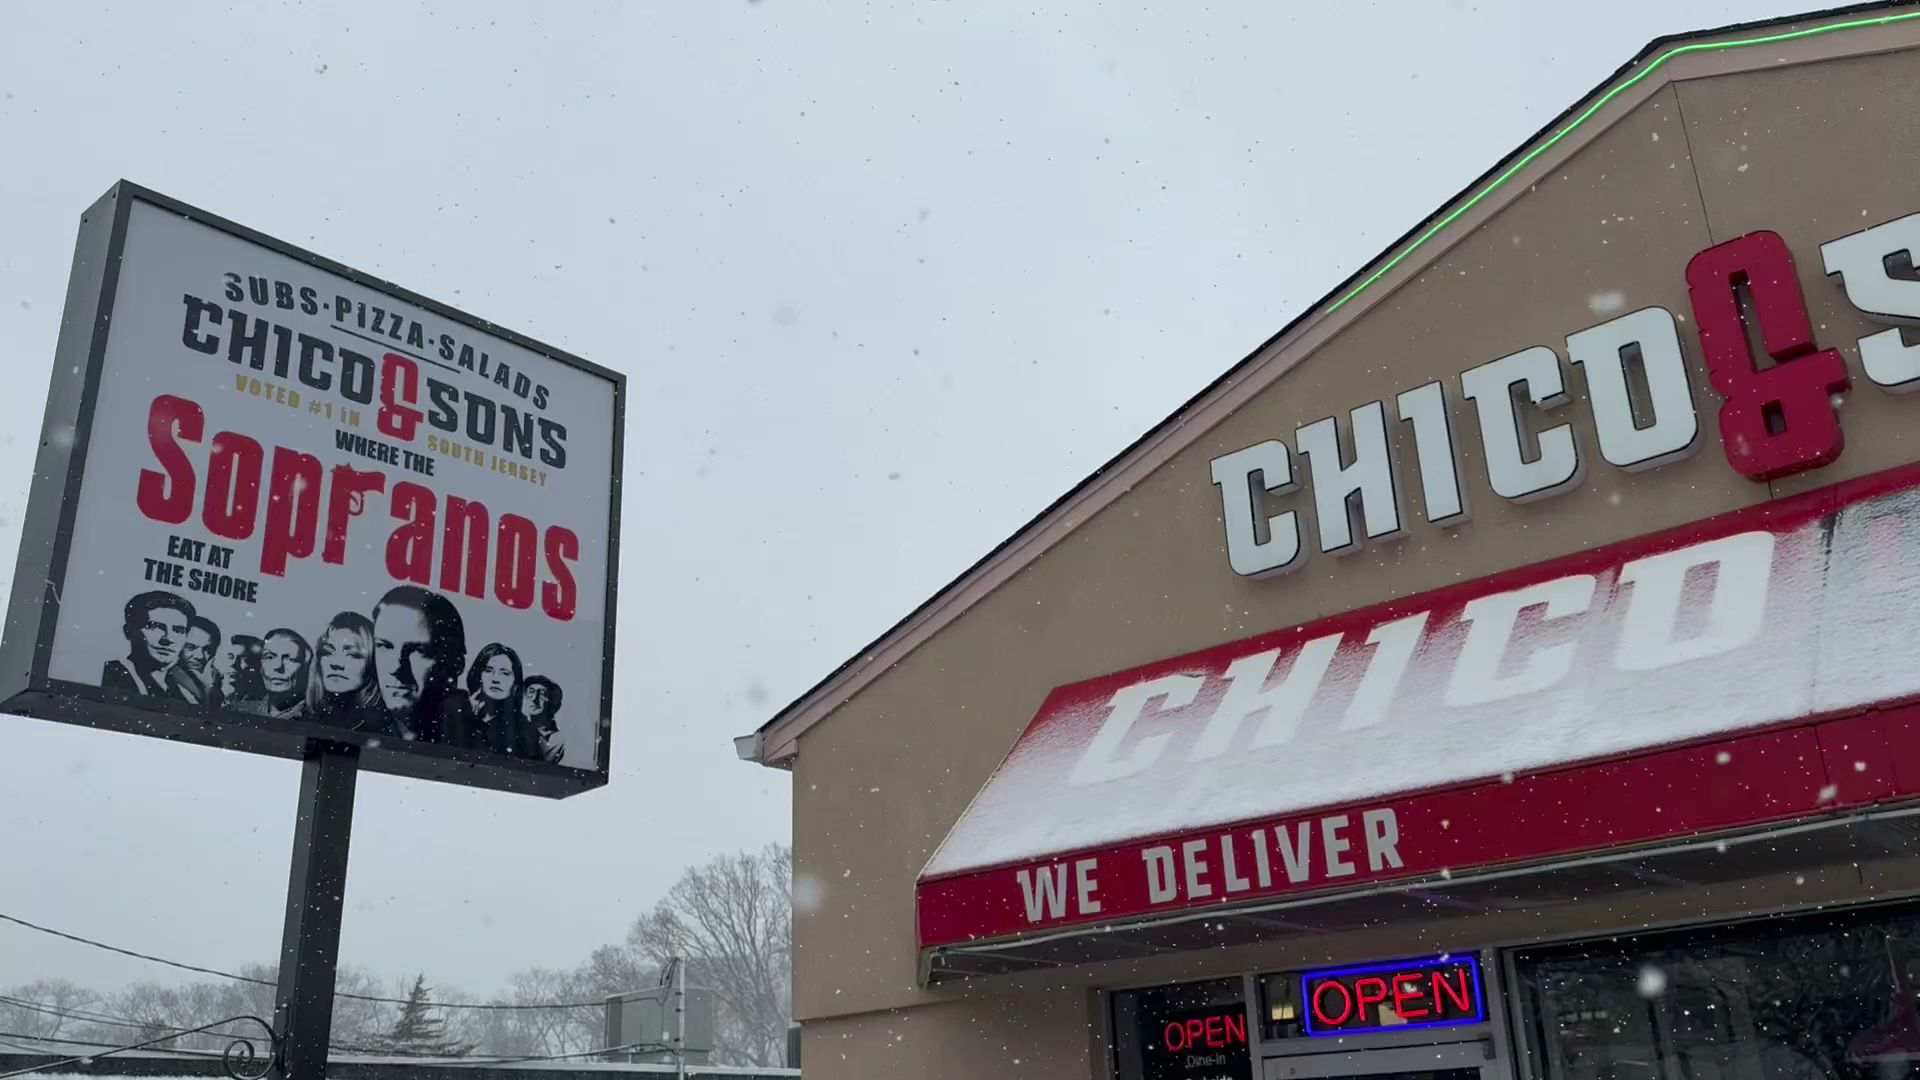 SUBS·PIZZA·SALADS
CHICO&SONS
VOTED #1 IN SOUTH JERSEY
WHERE THE
Sopranos
EAT AT
THE SHORE
CHICO&S
CHICO
WE DELIVER
OPEN
OPEN
Dine-In